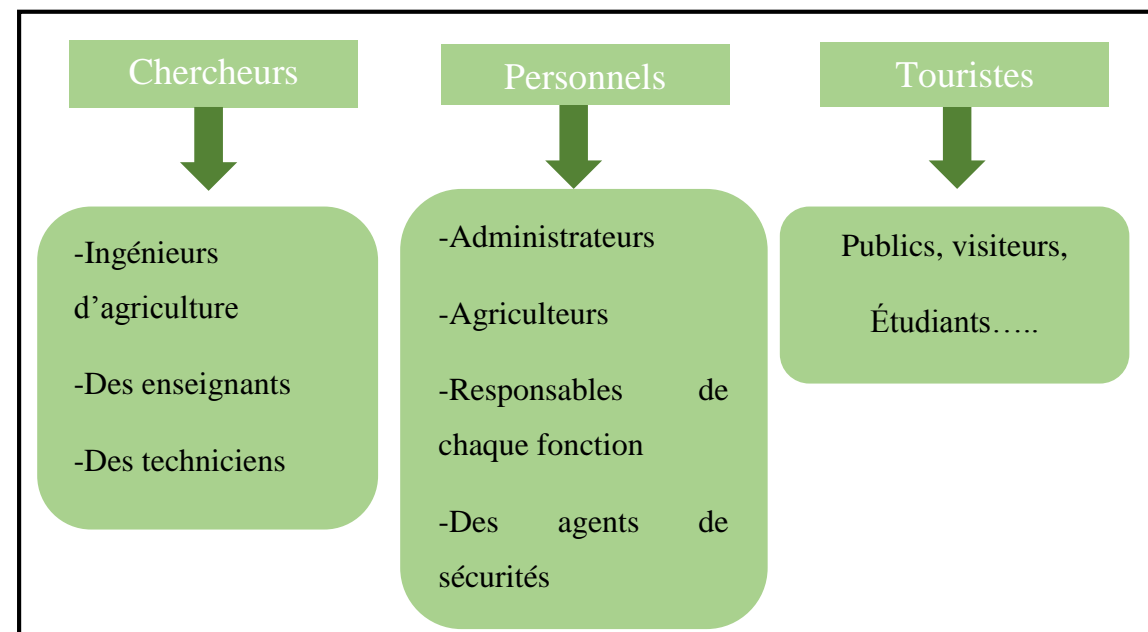 Chercheurs
Personnels
Touristes
-Ingénieurs
d’agriculture
-Des enseignants
-Des techniciens
-Administrateurs
-Agriculteurs
-Responsables de
chaque fonction
-Des agents de
sécurités
Publics, visiteurs,
Étudiants…..